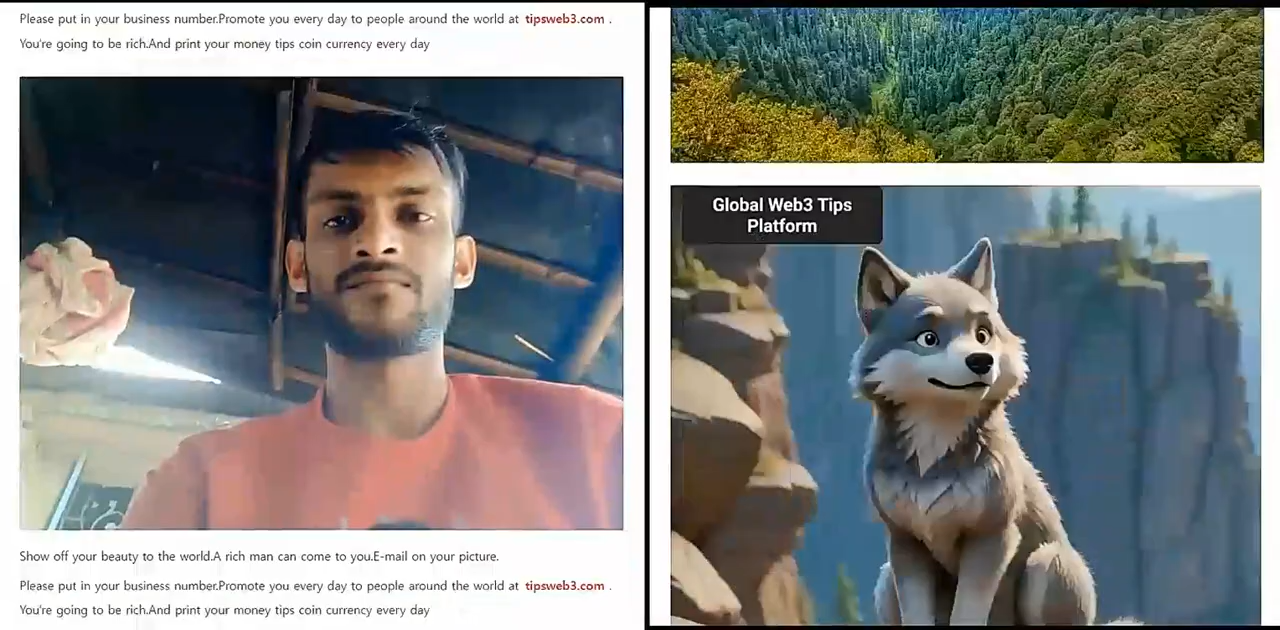 Please put in your business number.Promote you every day to people around the world at tipsweb3.com .
You're going to be rich.And print your money tips coin currency every day
Show off your beauty to the world.A rich man can come to you.E-mail on your picture.
Please put in your business number.Promote you every day to people around the world at tipsweb3.com .
You're going to be rich.And print your money tips coin currency every day
Global Web3 Tips
Platform